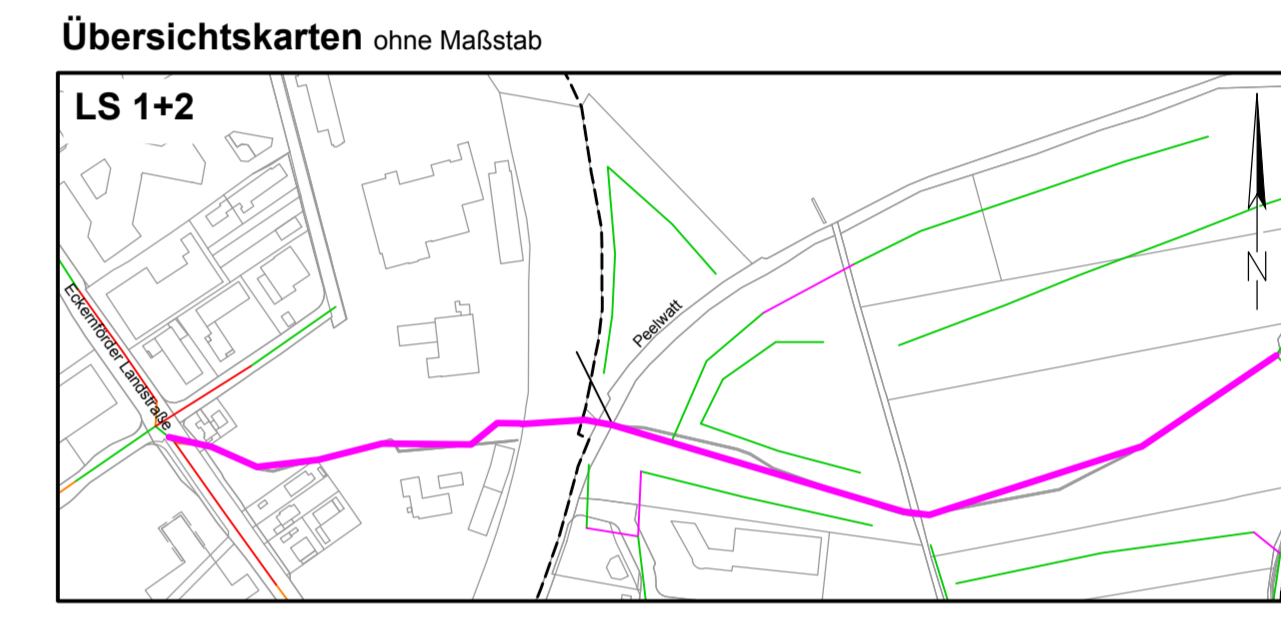 Übersichtskarten ohne Maßstab
LS 1+2
Eckernförder Landstraße
Peelwatt
N